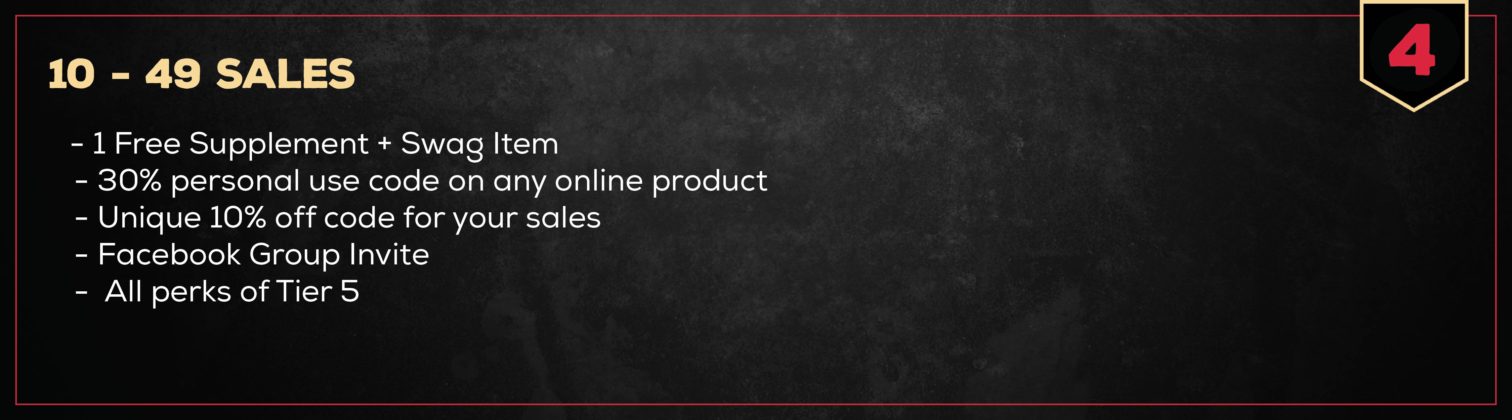 10 - 49 SALES
4
- 1 Free Supplement + Swag Item
- 30% personal use code on any online product
- Unique 10% off code for your sales
- Facebook Group Invite
- All perks of Tier 5